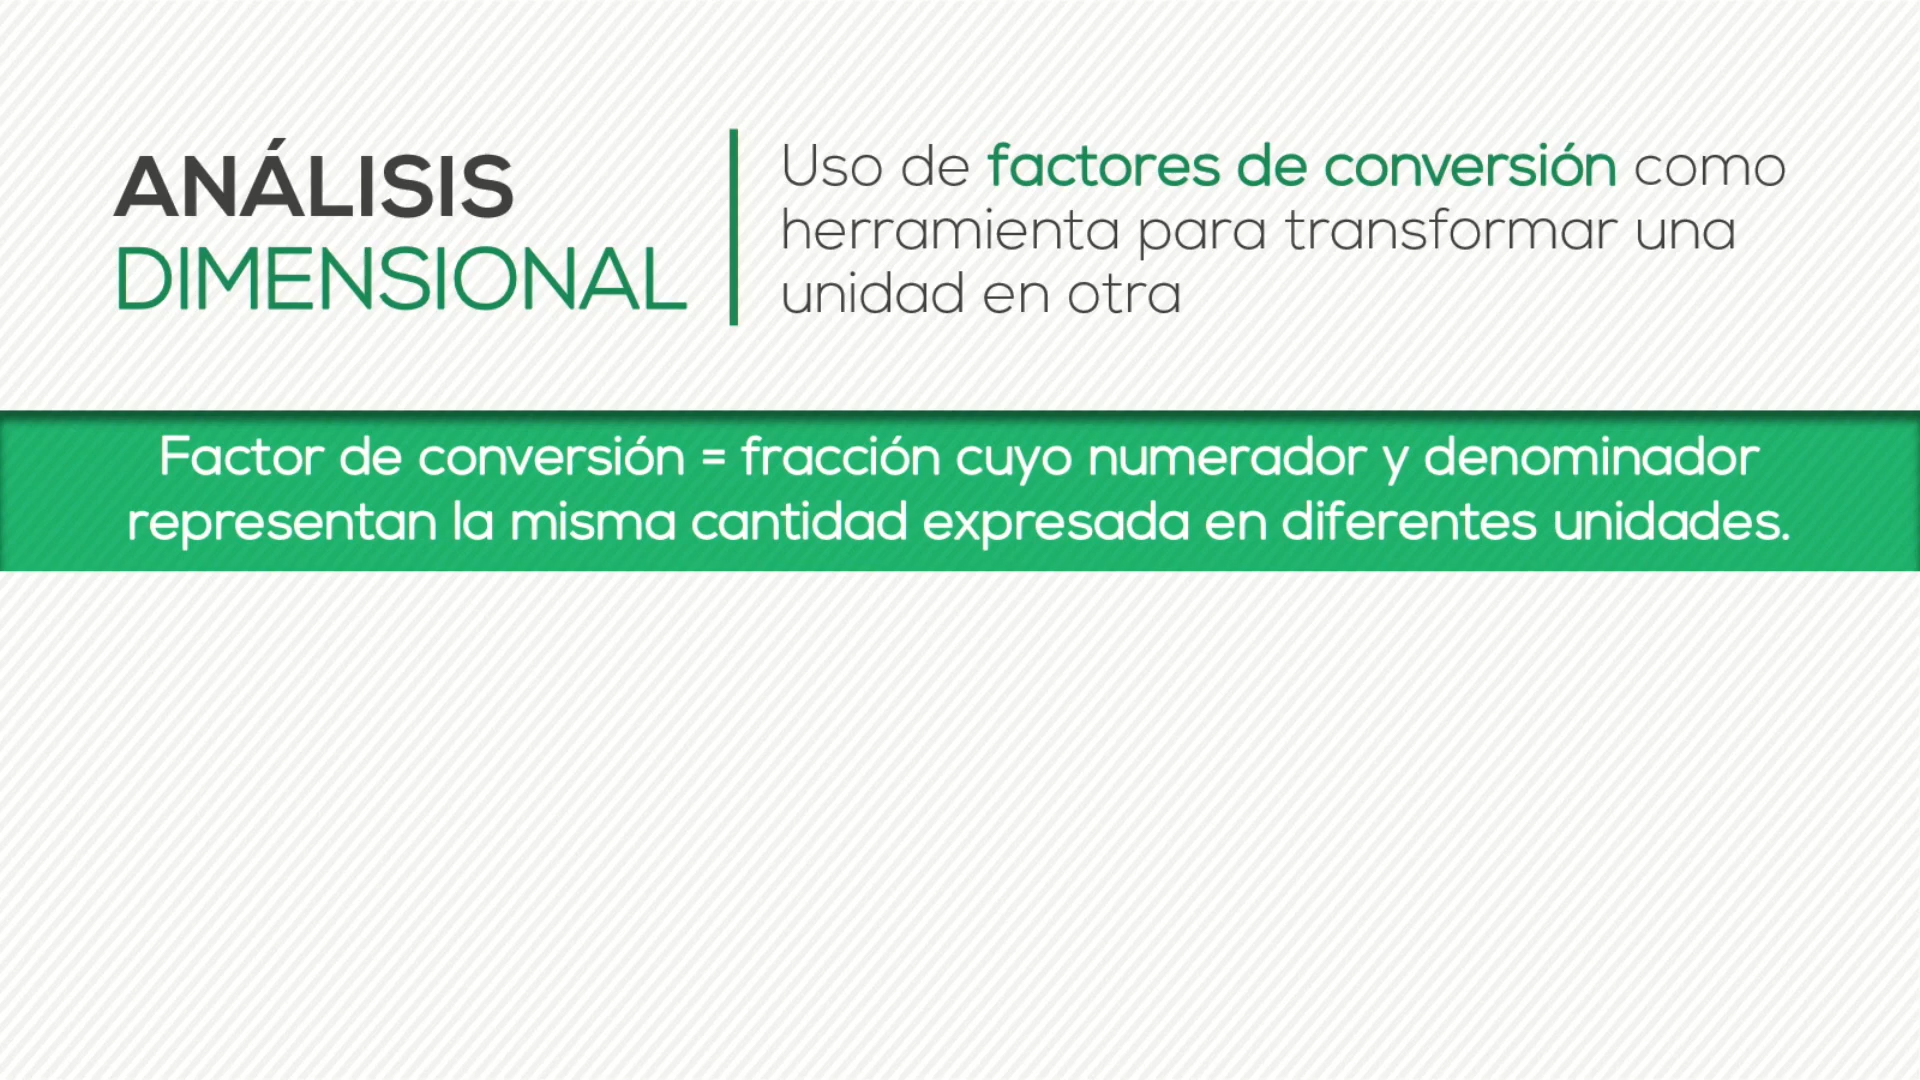 ANÁLISIS
DIMENSIONAL
Uso de factores de conversión como
herramienta para transformar una
unidad en otra
Factor de conversión = fracción cuyo numerador y denominador
representan la misma cantidad expresada en diferentes unidades.